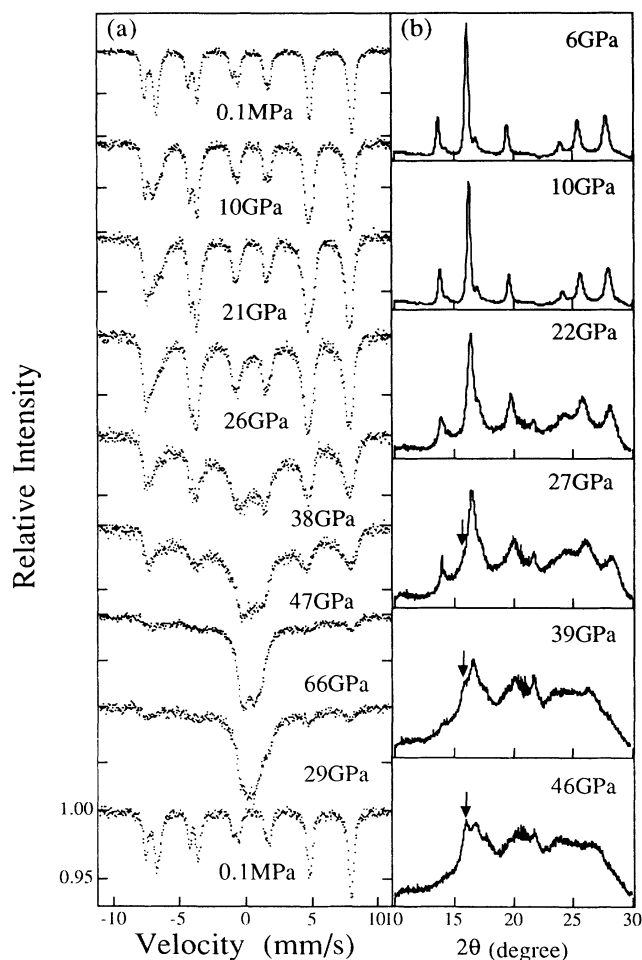 (a)
0.1MPa
10GPa
21GPa
26GPa
38GPa
47GPa
66GPa
29GPa
0.1MPa
Relative Intensity
1.00
0.95
-10 -5 0 5 10
Velocity (mm/s)
(b)
6GPa
10GPa
22GPa
27GPa
39GPa
46GPa
10 15 20 25 30
2θ (degree)